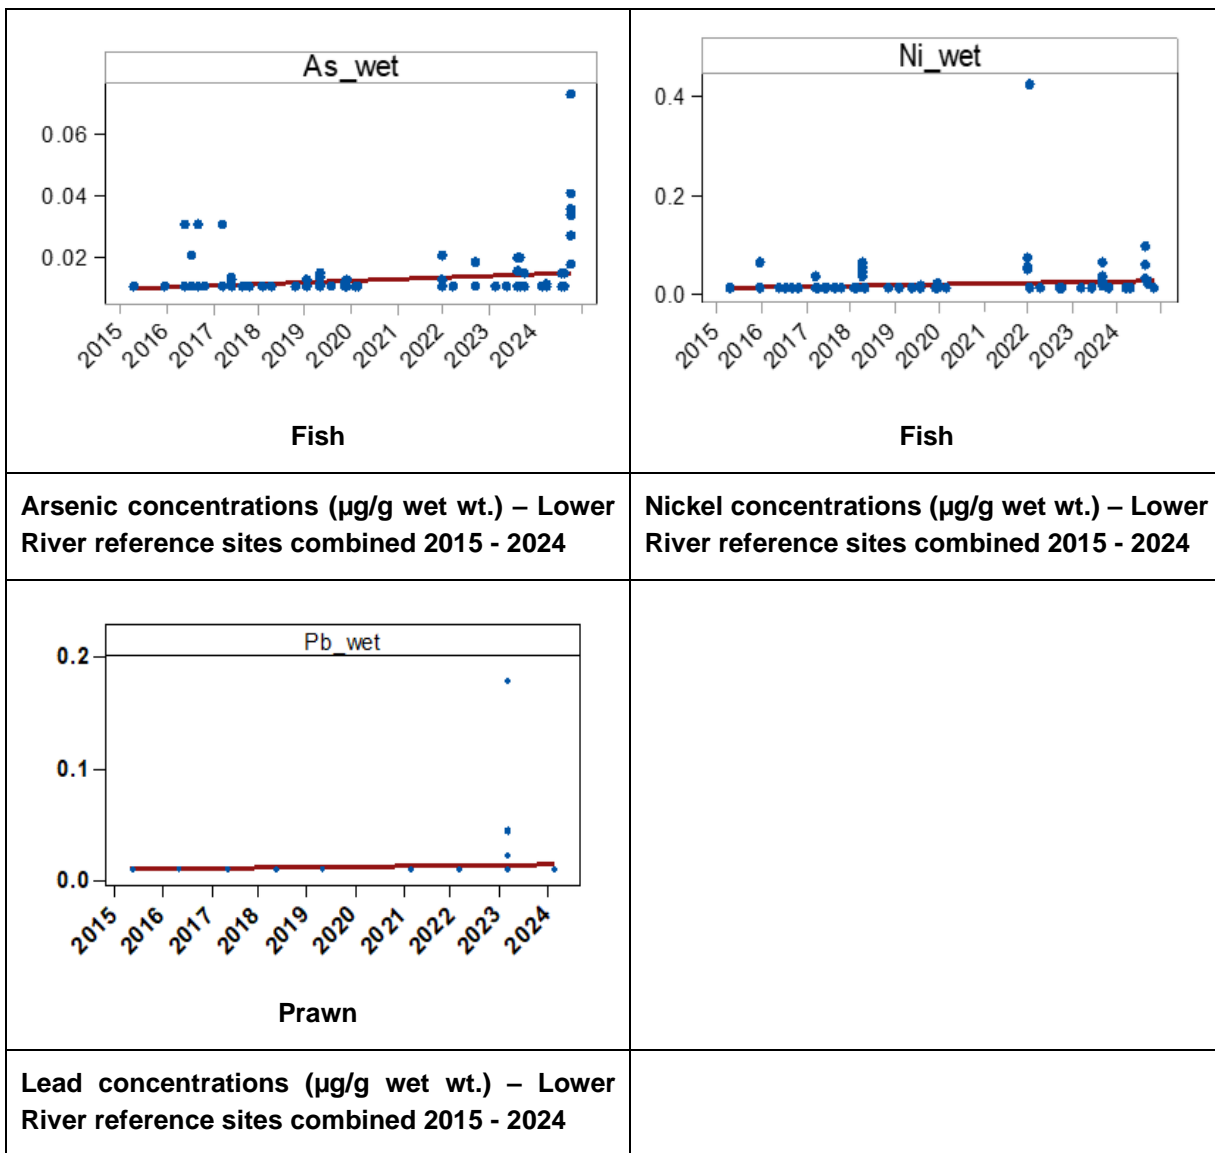 As_wet
0.06
0.04
0.02
2015 2016 2017 2018 2019 2020 2021 2022 2023 2024
Fish
Ni_wet
0.4
0.2
0.0
2015 2016 2017 2018 2019 2020 2021 2022 2023 2024
Fish
Arsenic concentrations (µg/g wet wt.) – Lower
River reference sites combined 2015 - 2024
Nickel concentrations (µg/g wet wt.) – Lower
River reference sites combined 2015 - 2024
Pb_wet
0.2
0.1
0.0
2015 2016 2017 2018 2019 2020 2021 2022 2023 2024
Prawn
Lead concentrations (µg/g wet wt.) – Lower
River reference sites combined 2015 - 2024